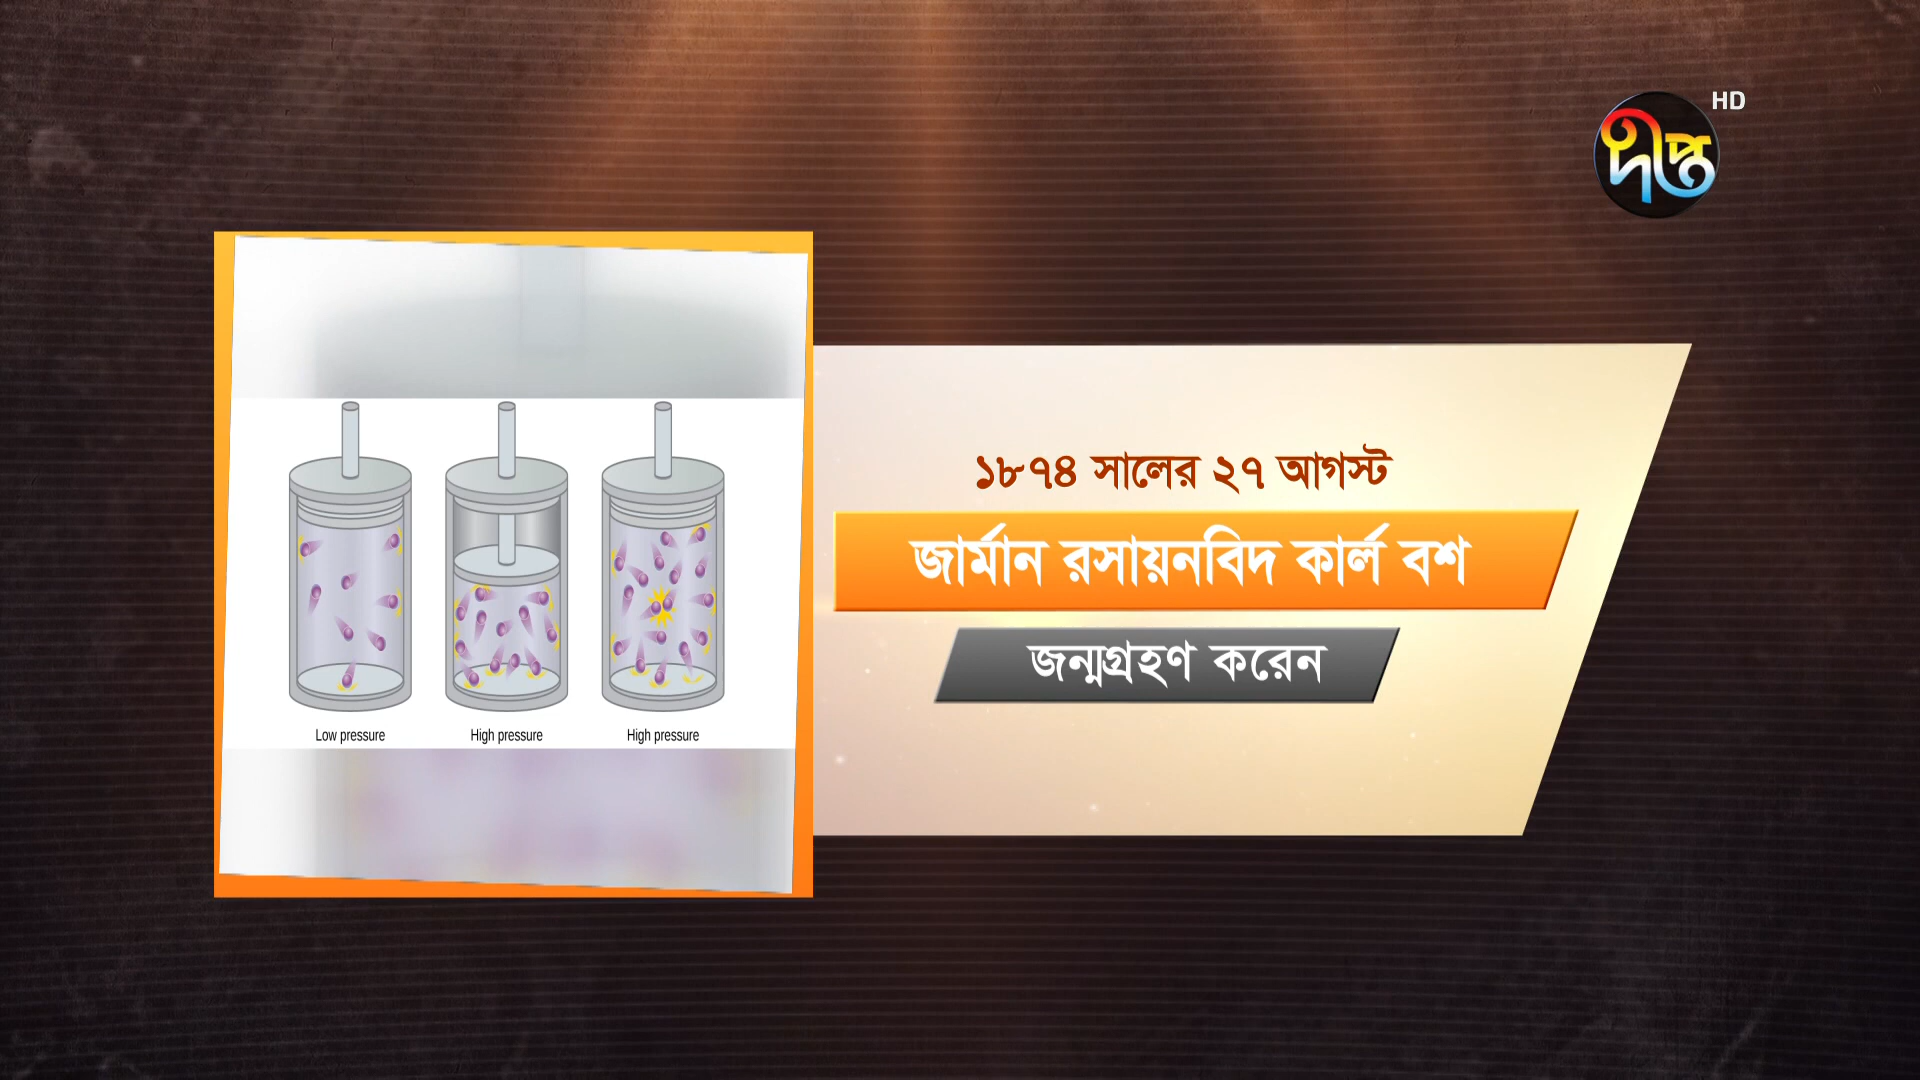 HD
দীপ্ত
১৮৭৪ সালের ২৭ আগস্ট
জার্মান রসায়নবিদ কার্ল বশ
জন্মগ্রহণ করেন
Low pressure
High pressure
High pressure